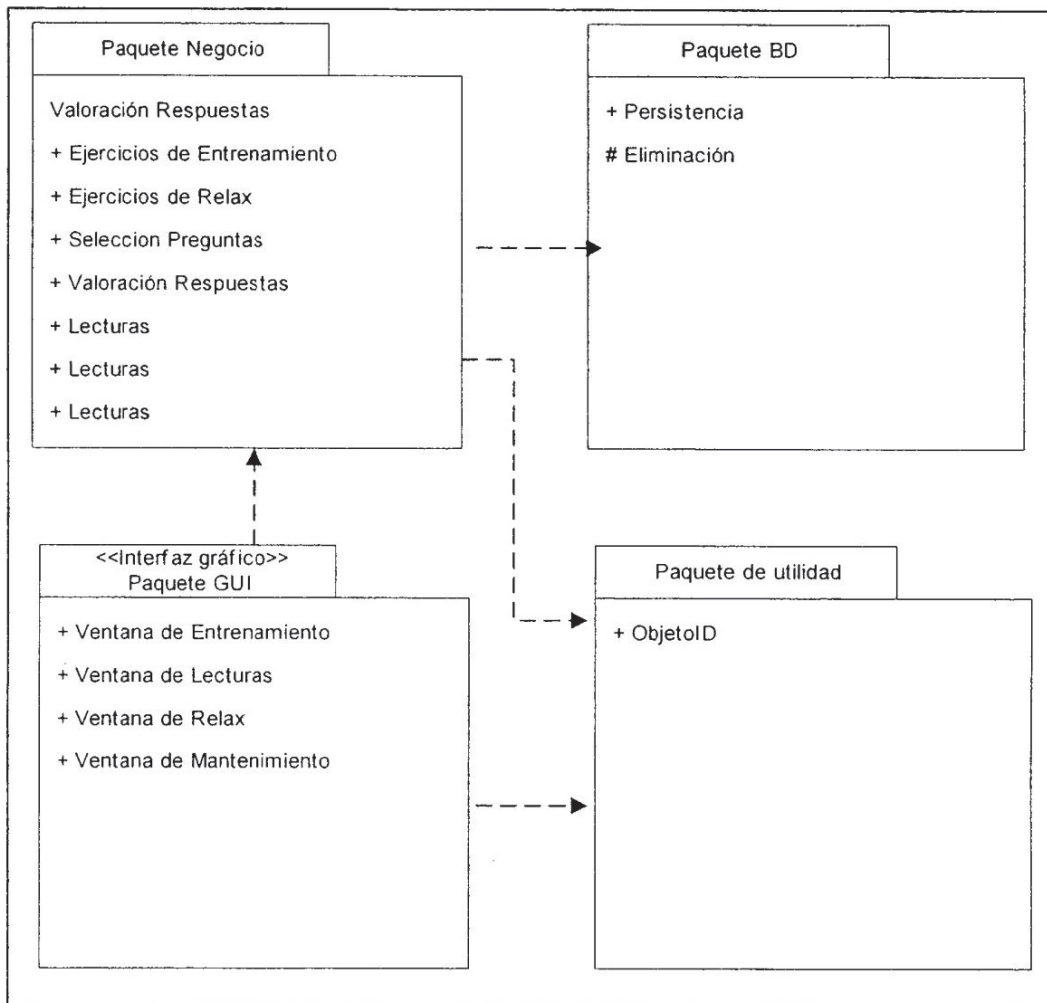 Paquete Negocio
Valoración Respuestas
+ Ejercicios de Entrenamiento
+ Ejercicios de Relax
+ Seleccion Preguntas
+ Valoración Respuestas
+ Lecturas
+ Lecturas
+ Lecturas
Paquete BD
+ Persistencia
# Eliminación
<<Interfaz gráfico>>
Paquete GUI
+ Ventana de Entrenamiento
+ Ventana de Lecturas
+ Ventana de Relax
+ Ventana de Mantenimiento
Paquete de utilidad
+ ObjetoID